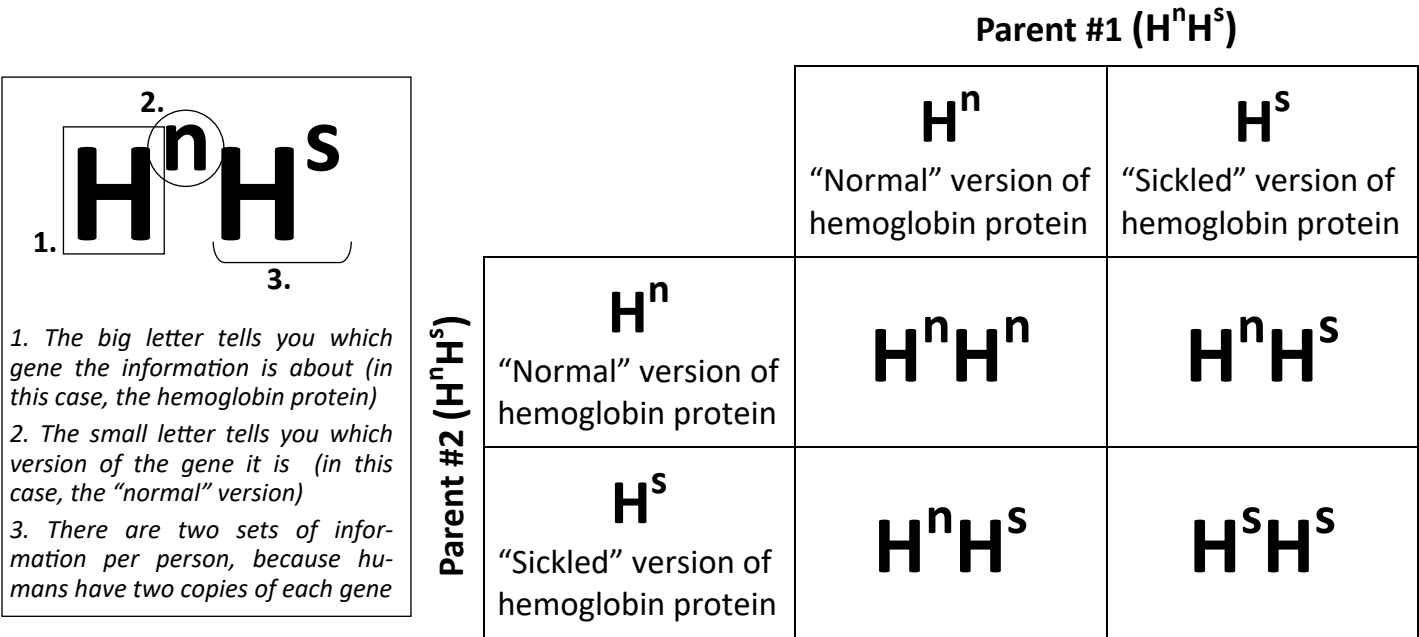 2.
HⁿHˢ
1.
3.
1. The big letter tells you which
gene the information is about (in
this case, the hemoglobin protein)
2. The small letter tells you which
version of the gene it is (in this
case, the “normal” version)
3. There are two sets of infor-
mation per person, because hu-
mans have two copies of each gene
Parent #1 (HⁿHˢ)
Hⁿ
“Normal” version of
hemoglobin protein
Hˢ
“Sickled” version of
hemoglobin protein
Parent #2 (HⁿHˢ)
Hⁿ
“Normal” version of
hemoglobin protein
HⁿHⁿ
HⁿHˢ
Hˢ
“Sickled” version of
hemoglobin protein
HⁿHˢ
HˢHˢ